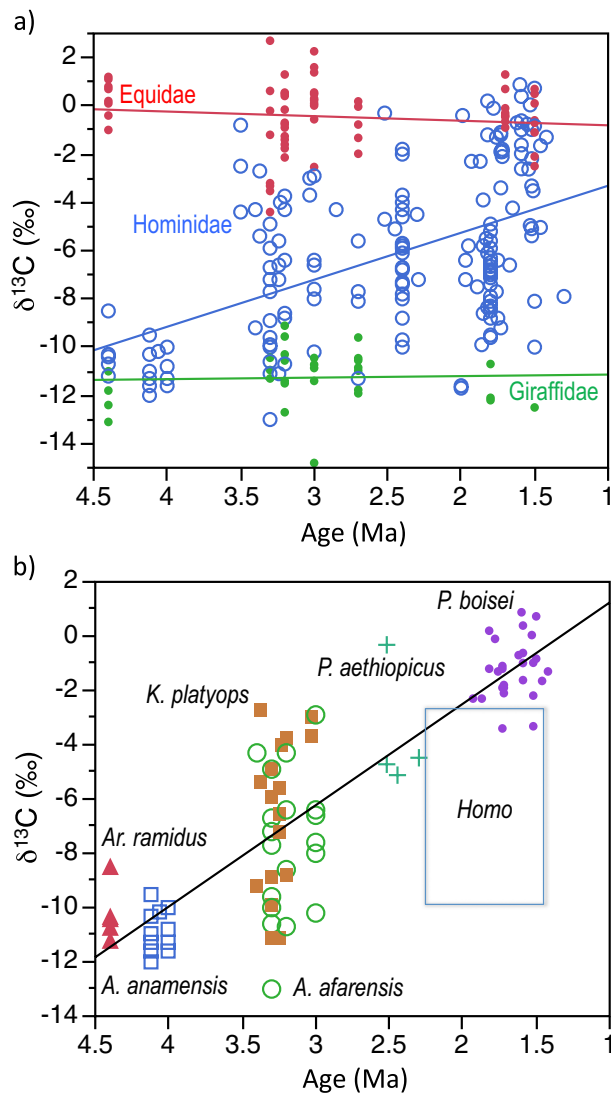 a)
2
0
-2
-4
-6
-8
-10
-12
-14
δ¹³C (‰)
Equidae
Hominidae
Giraffidae
4.5 4 3.5 3 2.5 2 1.5 1
Age (Ma)
b)
2
0
-2
-4
-6
-8
-10
-12
-14
δ¹³C (‰)
P. boisei
P. aethiopicus
K. platyops
Homo
Ar. ramidus
A. anamensis
A. afarensis
4.5 4 3.5 3 2.5 2 1.5 1
Age (Ma)